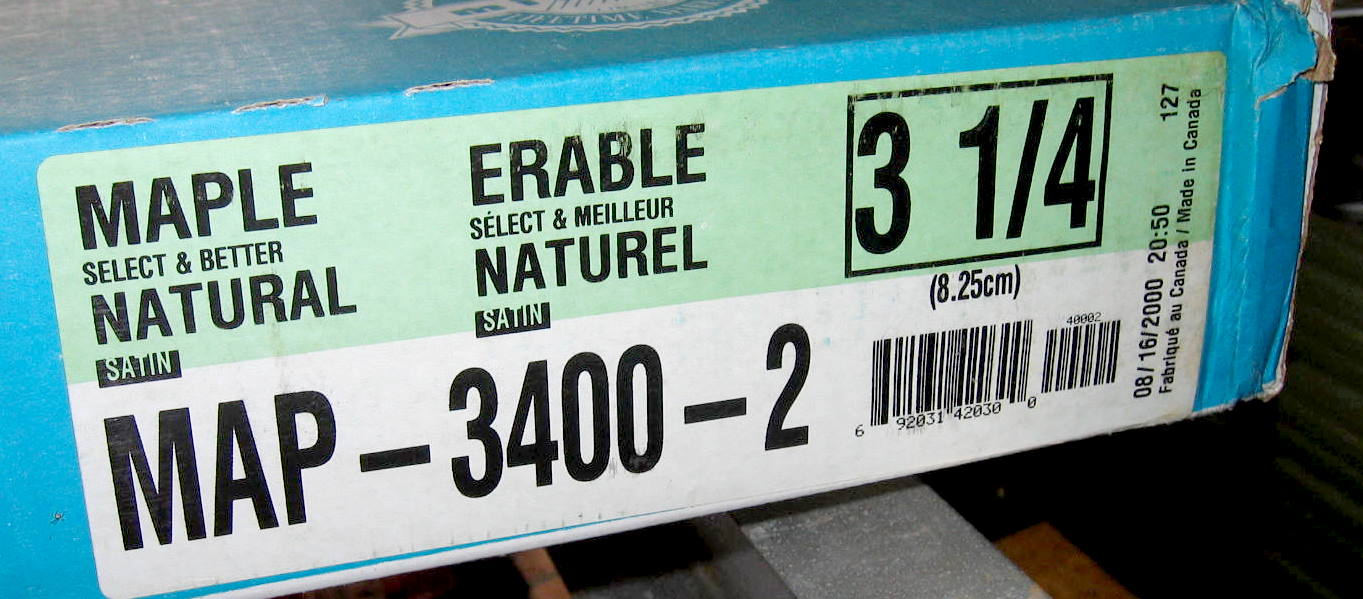 LIFETIME
MAPLE
SELECT & BETTER
NATURAL
SATIN
ERABLE
SÉLECT & MEILLEUR
NATUREL
SATIN
3 1/4
(8.25cm)
MAP-3400-2
40002
6 92031 42030 0
08/16/2000 20:50 127
Fabriqué au Canada / Made in Canada